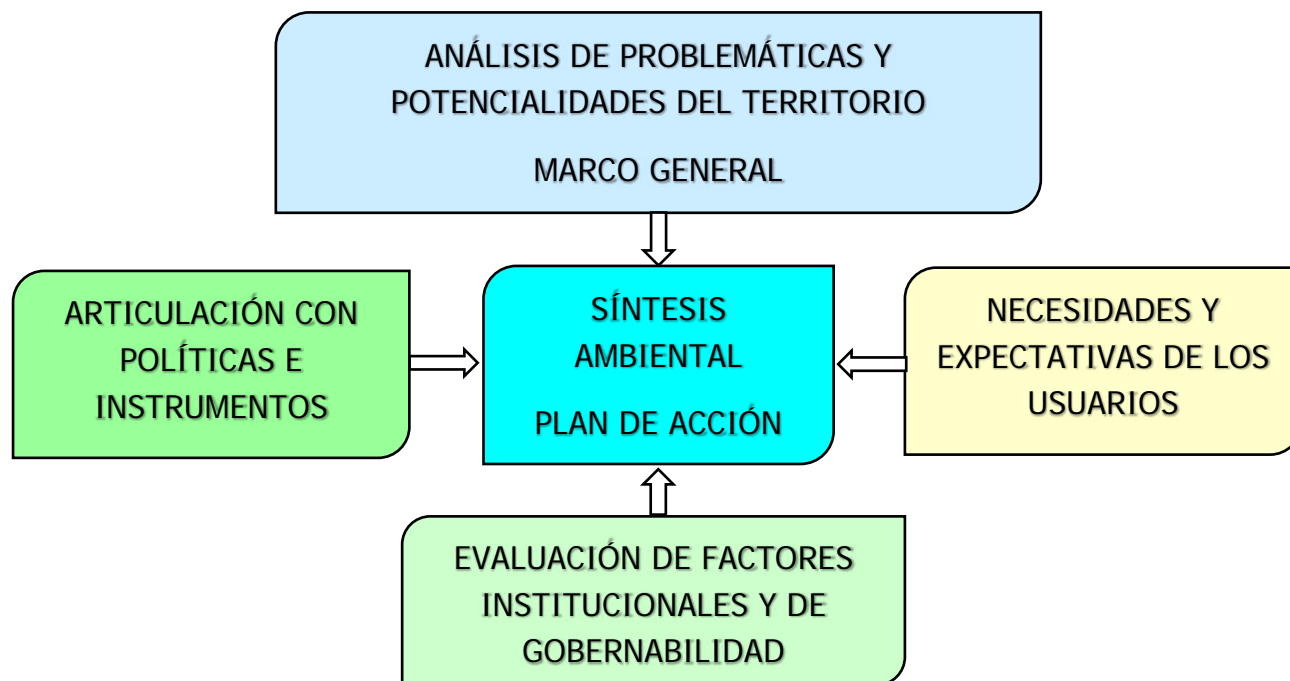 ANÁLISIS DE PROBLEMÁTICAS Y
POTENCIALIDADES DEL TERRITORIO
MARCO GENERAL
ARTICULACIÓN CON
POLÍTICAS E
INSTRUMENTOS
SÍNTESIS
AMBIENTAL
PLAN DE ACCIÓN
NECESIDADES Y
EXPECTATIVAS DE LOS
USUARIOS
EVALUACIÓN DE FACTORES
INSTITUCIONALES Y DE
GOBERNABILIDAD